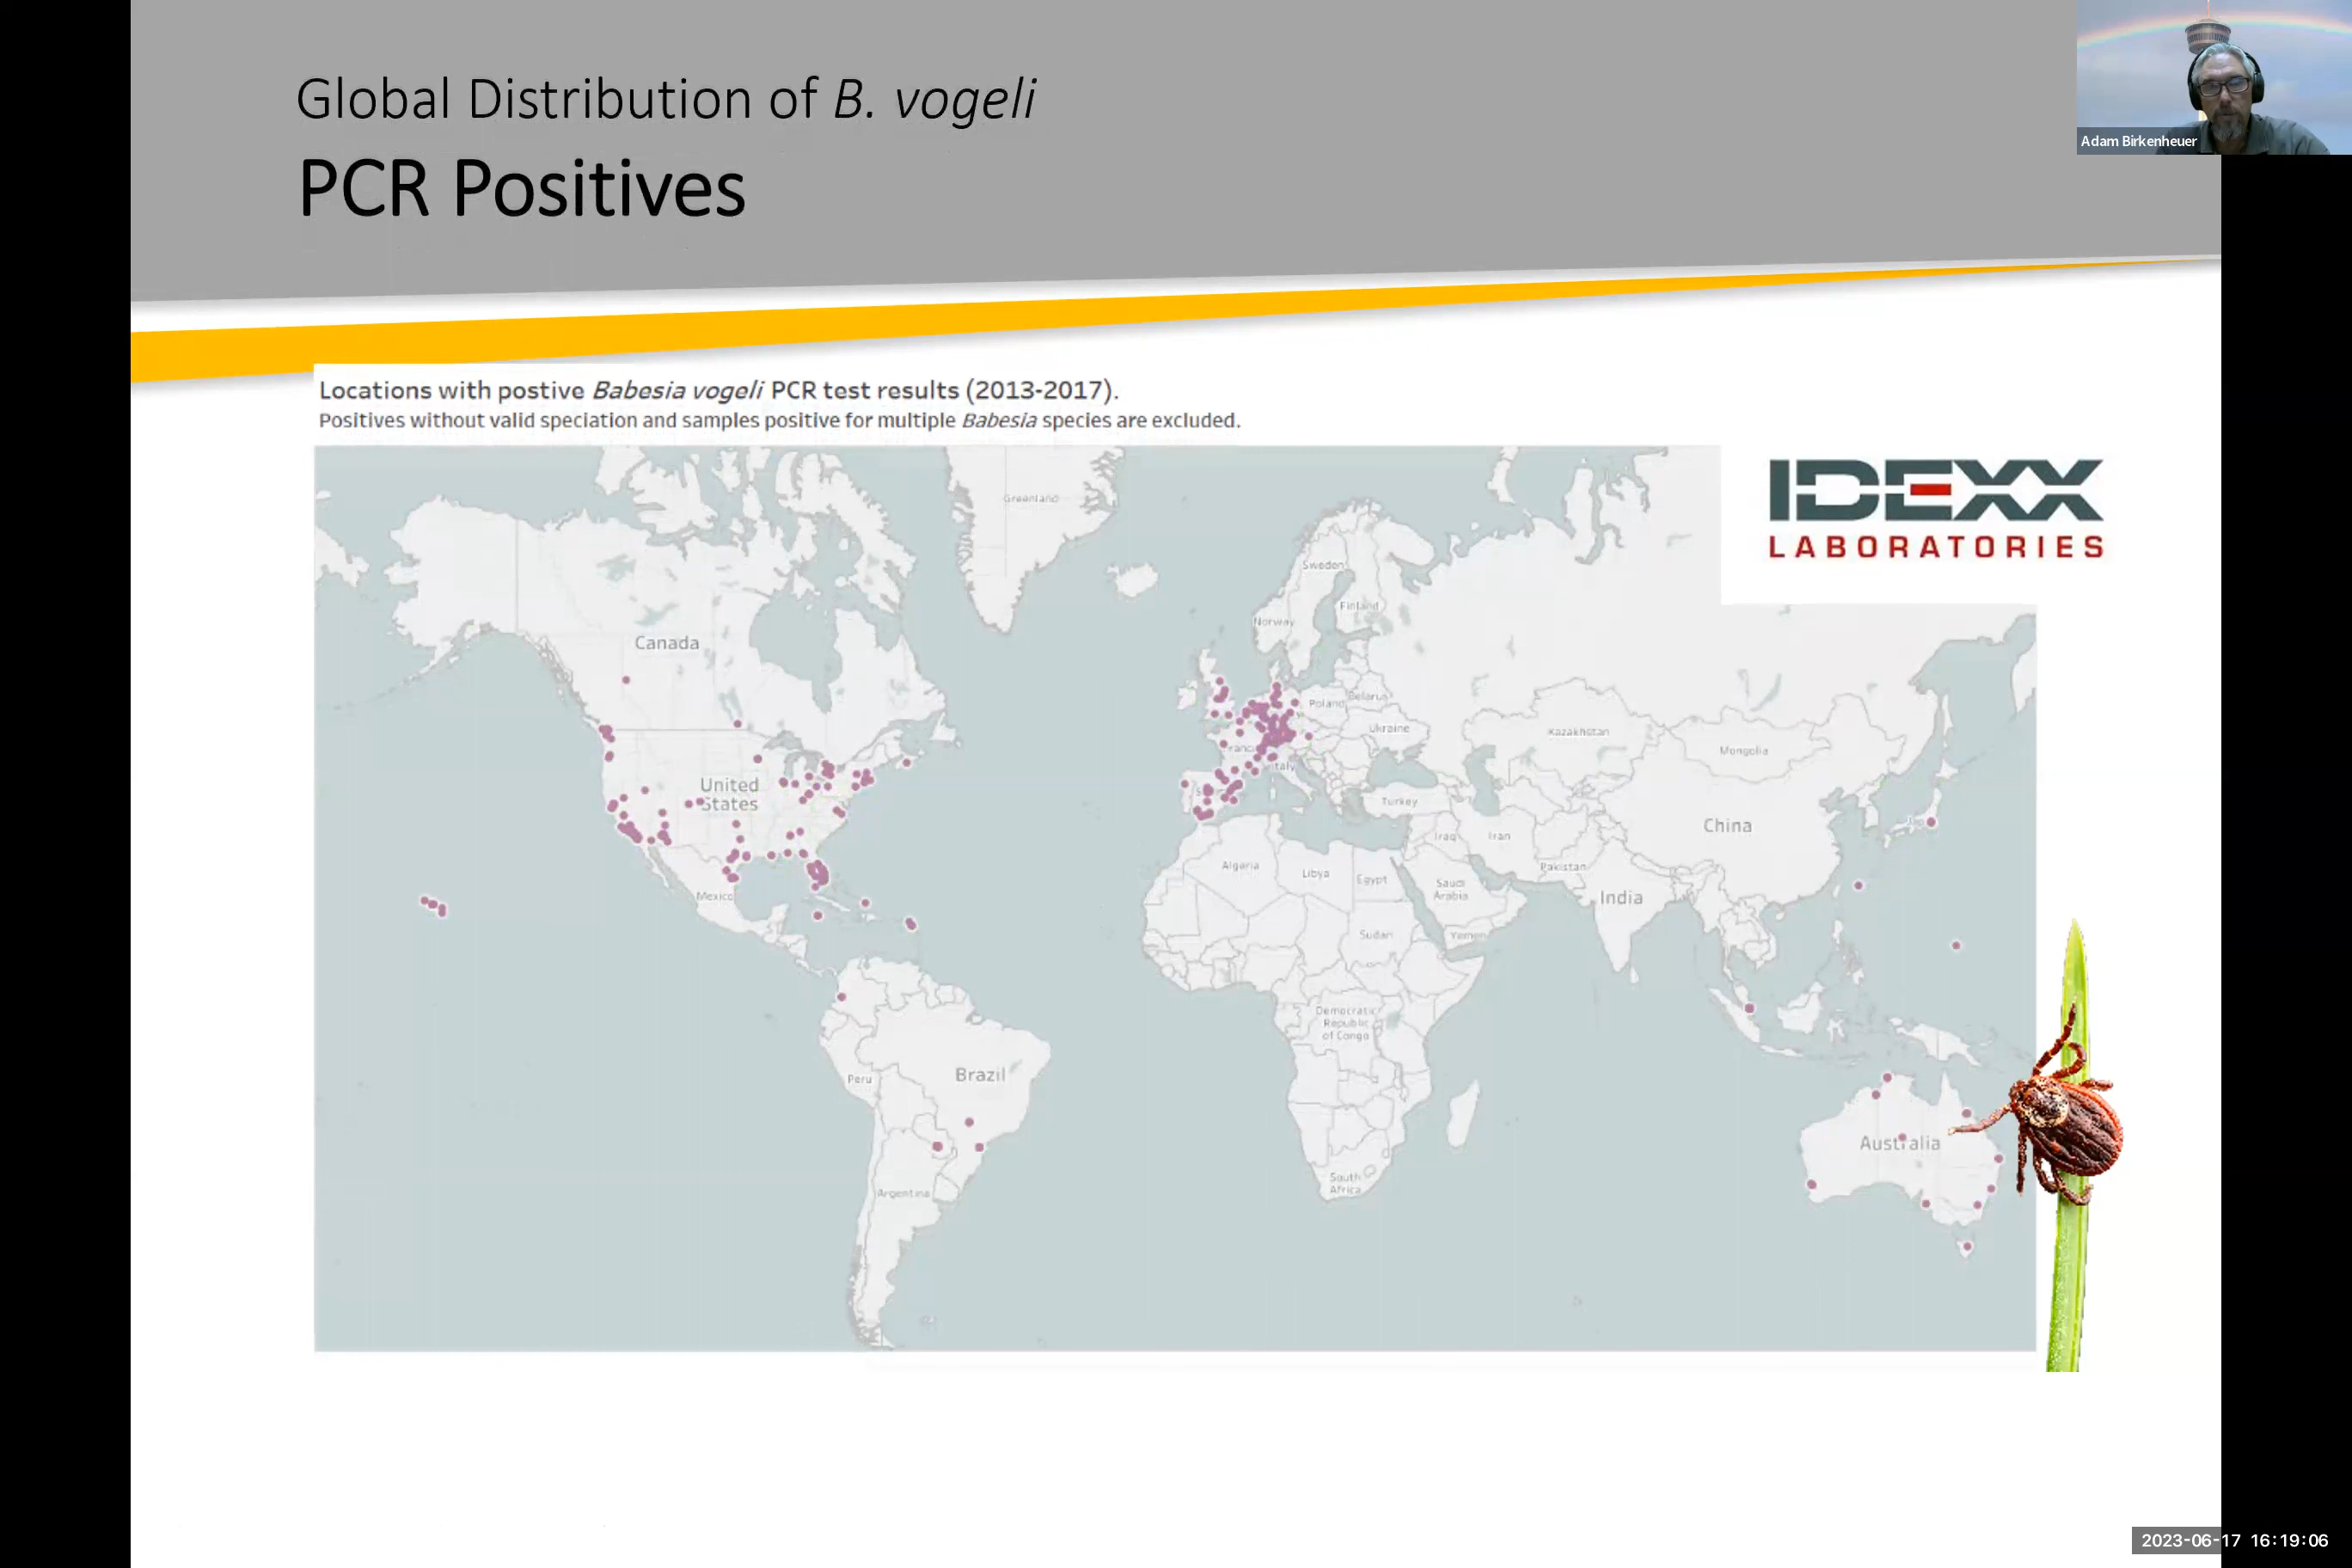 Global Distribution of B. vogeli
PCR Positives
Adam Birkenheuer
Locations with postive Babesia vogeli PCR test results (2013-2017).
Positives without valid speciation and samples positive for multiple Babesia species are excluded.
IDEXX
LABORATORIES
Greenland
Sweden
Finland
Norway
Canada
Poland
Belarus
Ukraine
Kazakhstan
Mongolia
United
States
Italy
Turkey
China
Iraq
Iran
Algeria
Libya
Egypt
Pakistan
Saudi
Arabia
India
Mexico
Sudan
Yemen
Democratic
Republic
of Congo
Peru
Brazil
Australia
South
Africa
Argentina
2023-06-17 16:19:06